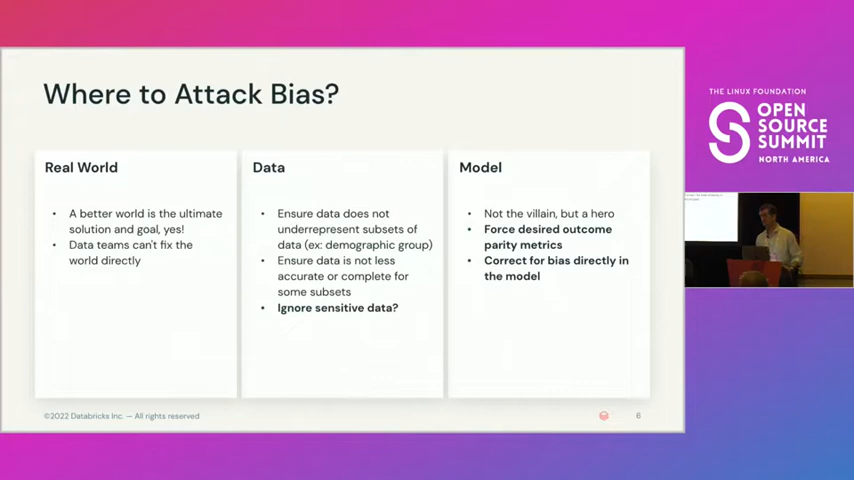 Where to Attack Bias?
Real World
• A better world is the ultimate
solution and goal, yes!
• Data teams can't fix the
world directly
Data
• Ensure data does not
underrepresent subsets of
data (ex: demographic group)
• Ensure data is not less
accurate or complete for
some subsets
• Ignore sensitive data?
Model
• Not the villain, but a hero
• Force desired outcome
parity metrics
• Correct for bias directly in
the model
©2022 Databricks Inc. — All rights reserved
6
THE LINUX FOUNDATION
OPEN
SOURCE
SUMMIT
NORTH AMERICA